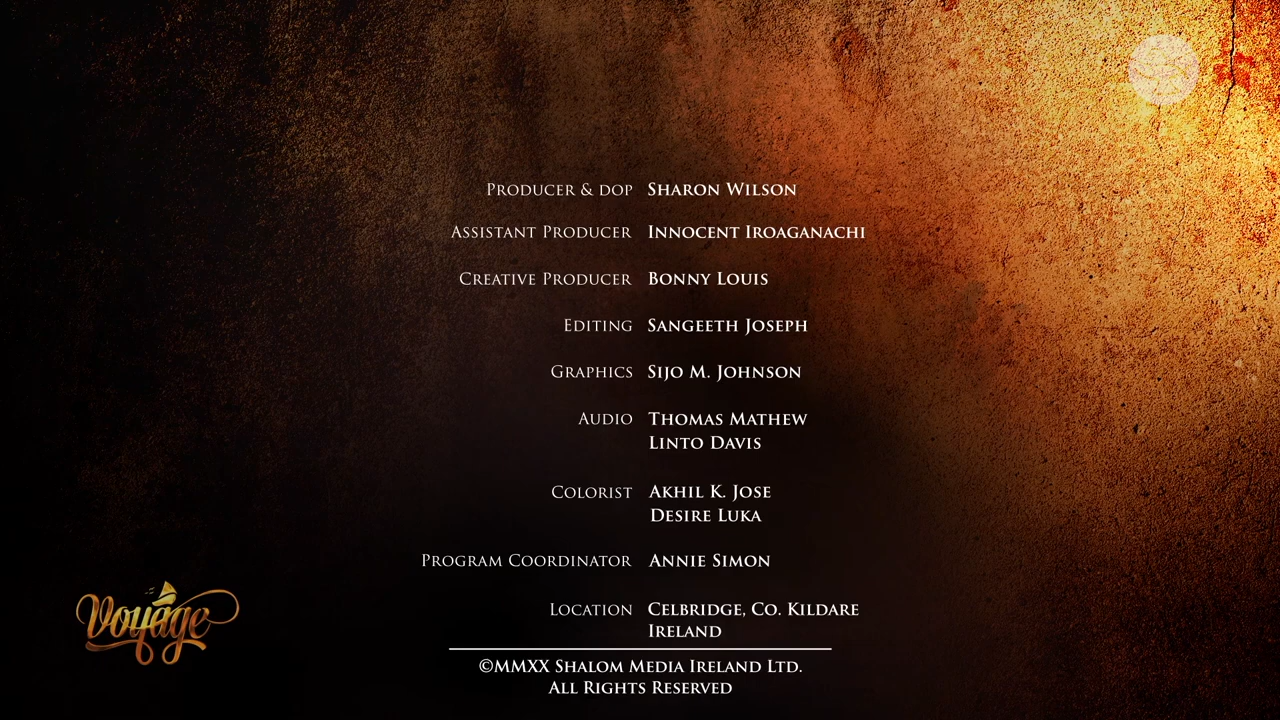 Producer & DOP Sharon Wilson
Assistant Producer Innocent Iroaganachi
Creative Producer Bonny Louis
Editing Sangeeth Joseph
Graphics Sijo M. Johnson
Audio Thomas Mathew
Linto Davis
Colorist Akhil K. Jose
Desire Luka
Program Coordinator Annie Simon
Location Celbridge, Co. Kildare
Ireland
Voyage
©MMXX Shalom Media Ireland Ltd.
All Rights Reserved